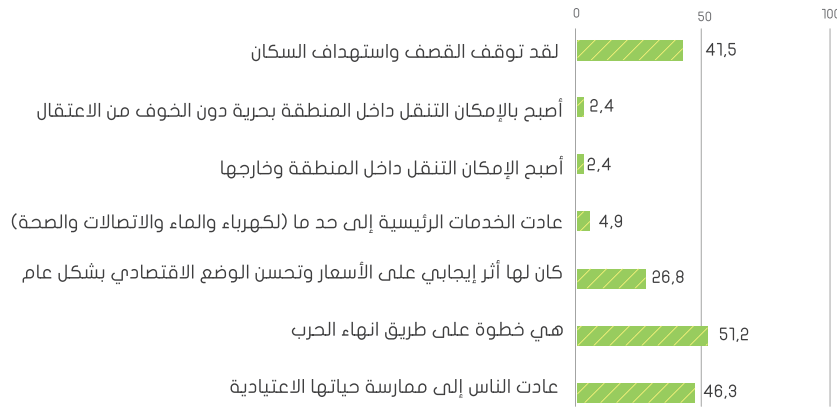 0 50 100
لقد توقف القصف واستهداف السكان 41,5
أصبح بالإمكان التنقل داخل المنطقة بحرية دون الخوف من الاعتقال 2,4
أصبح الإمكان التنقل داخل المنطقة وخارجها 2,4
عادت الخدمات الرئيسية إلى حد ما (لكهرباء والماء والاتصالات والصحة) 4,9
كان لها أثر إيجابي على الأسعار وتحسن الوضع الاقتصادي بشكل عام 26,8
هي خطوة على طريق انهاء الحرب 51,2
عادت الناس إلى ممارسة حياتها الاعتيادية 46,3